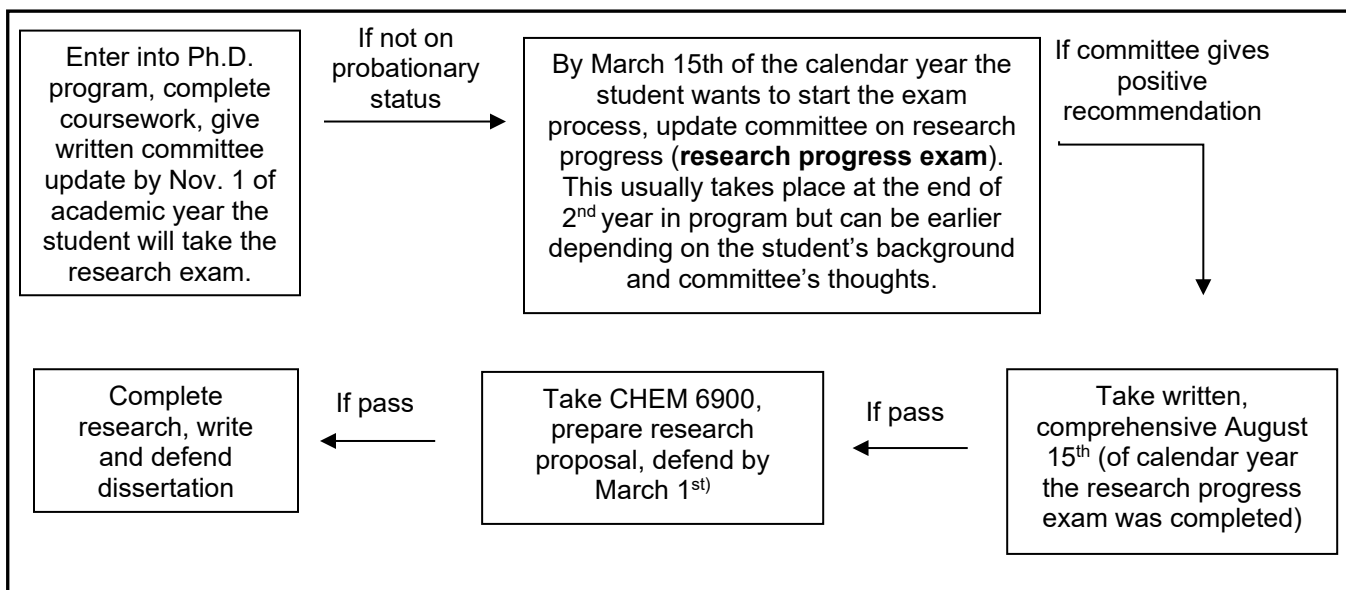 Enter into Ph.D.
program, complete
coursework, give
written committee
update by Nov. 1 of
academic year the
student will take the
research exam.
If not on
probationary
status
By March 15th of the calendar year the
student wants to start the exam
process, update committee on research
progress (research progress exam).
This usually takes place at the end of
2nd year in program but can be earlier
depending on the student’s background
and committee’s thoughts.
If committee gives
positive
recommendation
Take written,
comprehensive August
15th (of calendar year
the research progress
exam was completed)
If pass
Take CHEM 6900,
prepare research
proposal, defend by
March 1st)
If pass
Complete
research, write
and defend
dissertation